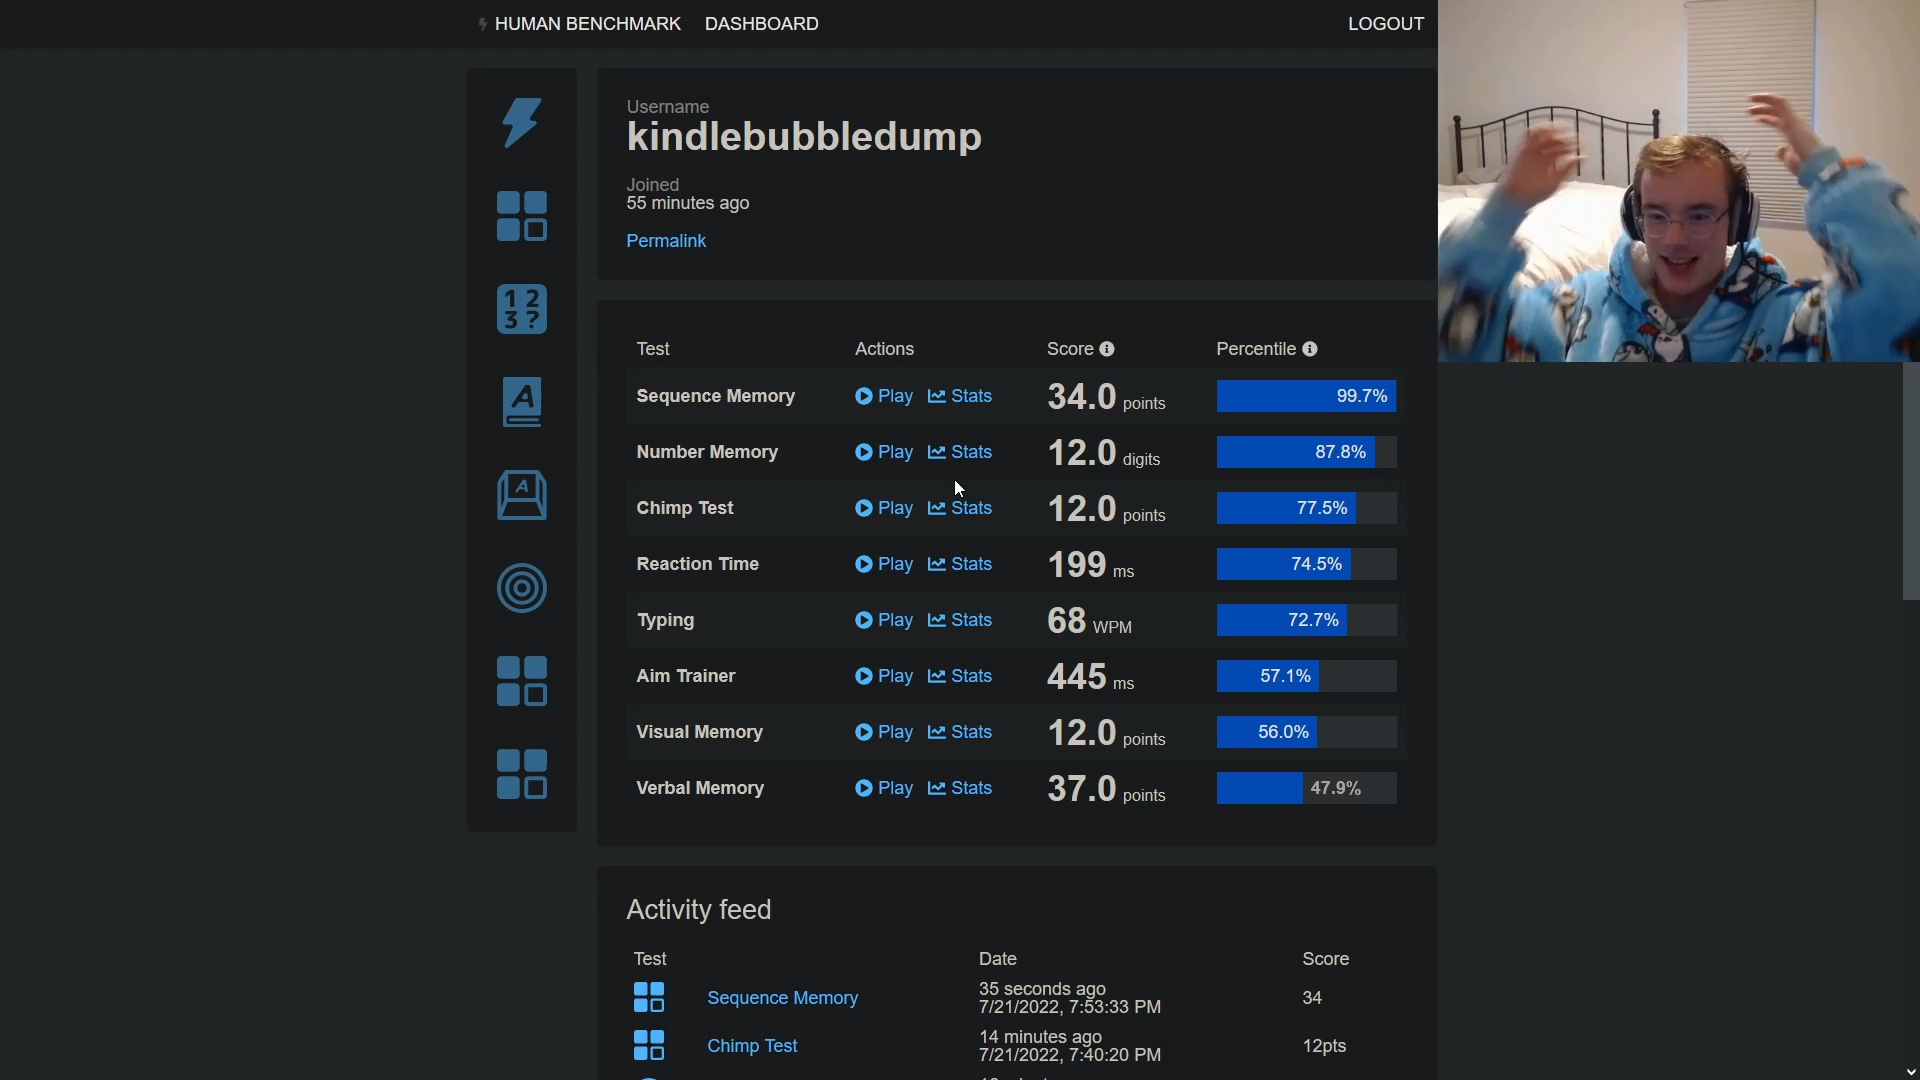 HUMAN BENCHMARK DASHBOARD LOGOUT
Username
kindlebubbledump
Joined
55 minutes ago
Permalink
1 2
3 ?
A
A
Test Actions Score Percentile
Sequence Memory Play Stats 34.0 points 99.7%
Number Memory Play Stats 12.0 digits 87.8%
Chimp Test Play Stats 12.0 points 77.5%
Reaction Time Play Stats 199 ms 74.5%
Typing Play Stats 68 WPM 72.7%
Aim Trainer Play Stats 445 ms 57.1%
Visual Memory Play Stats 12.0 points 56.0%
Verbal Memory Play Stats 37.0 points 47.9%
Activity feed
Test Date Score
Sequence Memory 35 seconds ago 34
7/21/2022, 7:53:33 PM
Chimp Test 14 minutes ago 12pts
7/21/2022, 7:40:20 PM